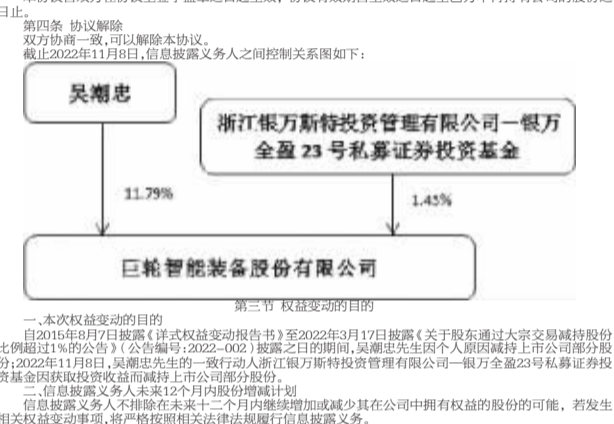 日止。
第四条 协议解除
双方协商一致,可以解除本协议。
截止2022年11月8日,信息披露义务人之间控制关系图如下:
吴潮忠
浙江银万斯特投资管理有限公司—银万
全盈 23 号私募证券投资基金
11.79%
1.45%
巨轮智能装备股份有限公司
第三节 权益变动的目的
一、本次权益变动的目的
自2015年8月7日披露《详式权益变动报告书》至2022年3月17日披露《关于股东通过大宗交易减持股份
比例超过1%的公告》(公告编号:2022-002)披露之日的期间,吴潮忠先生因个人原因减持上市公司部分股
份;2022年11月8日,吴潮忠先生的一致行动人浙江银万斯特投资管理有限公司—银万全盈23号私募证券投
资基金因获取投资收益而减持上市公司部分股份。
二、信息披露义务人未来12个月内股份增减计划
信息披露义务人不排除在未来十二个月内继续增加或减少其在公司中拥有权益的股份的可能，若发生
相关权益变动事项,将严格按照相关法律法规履行信息披露义务。